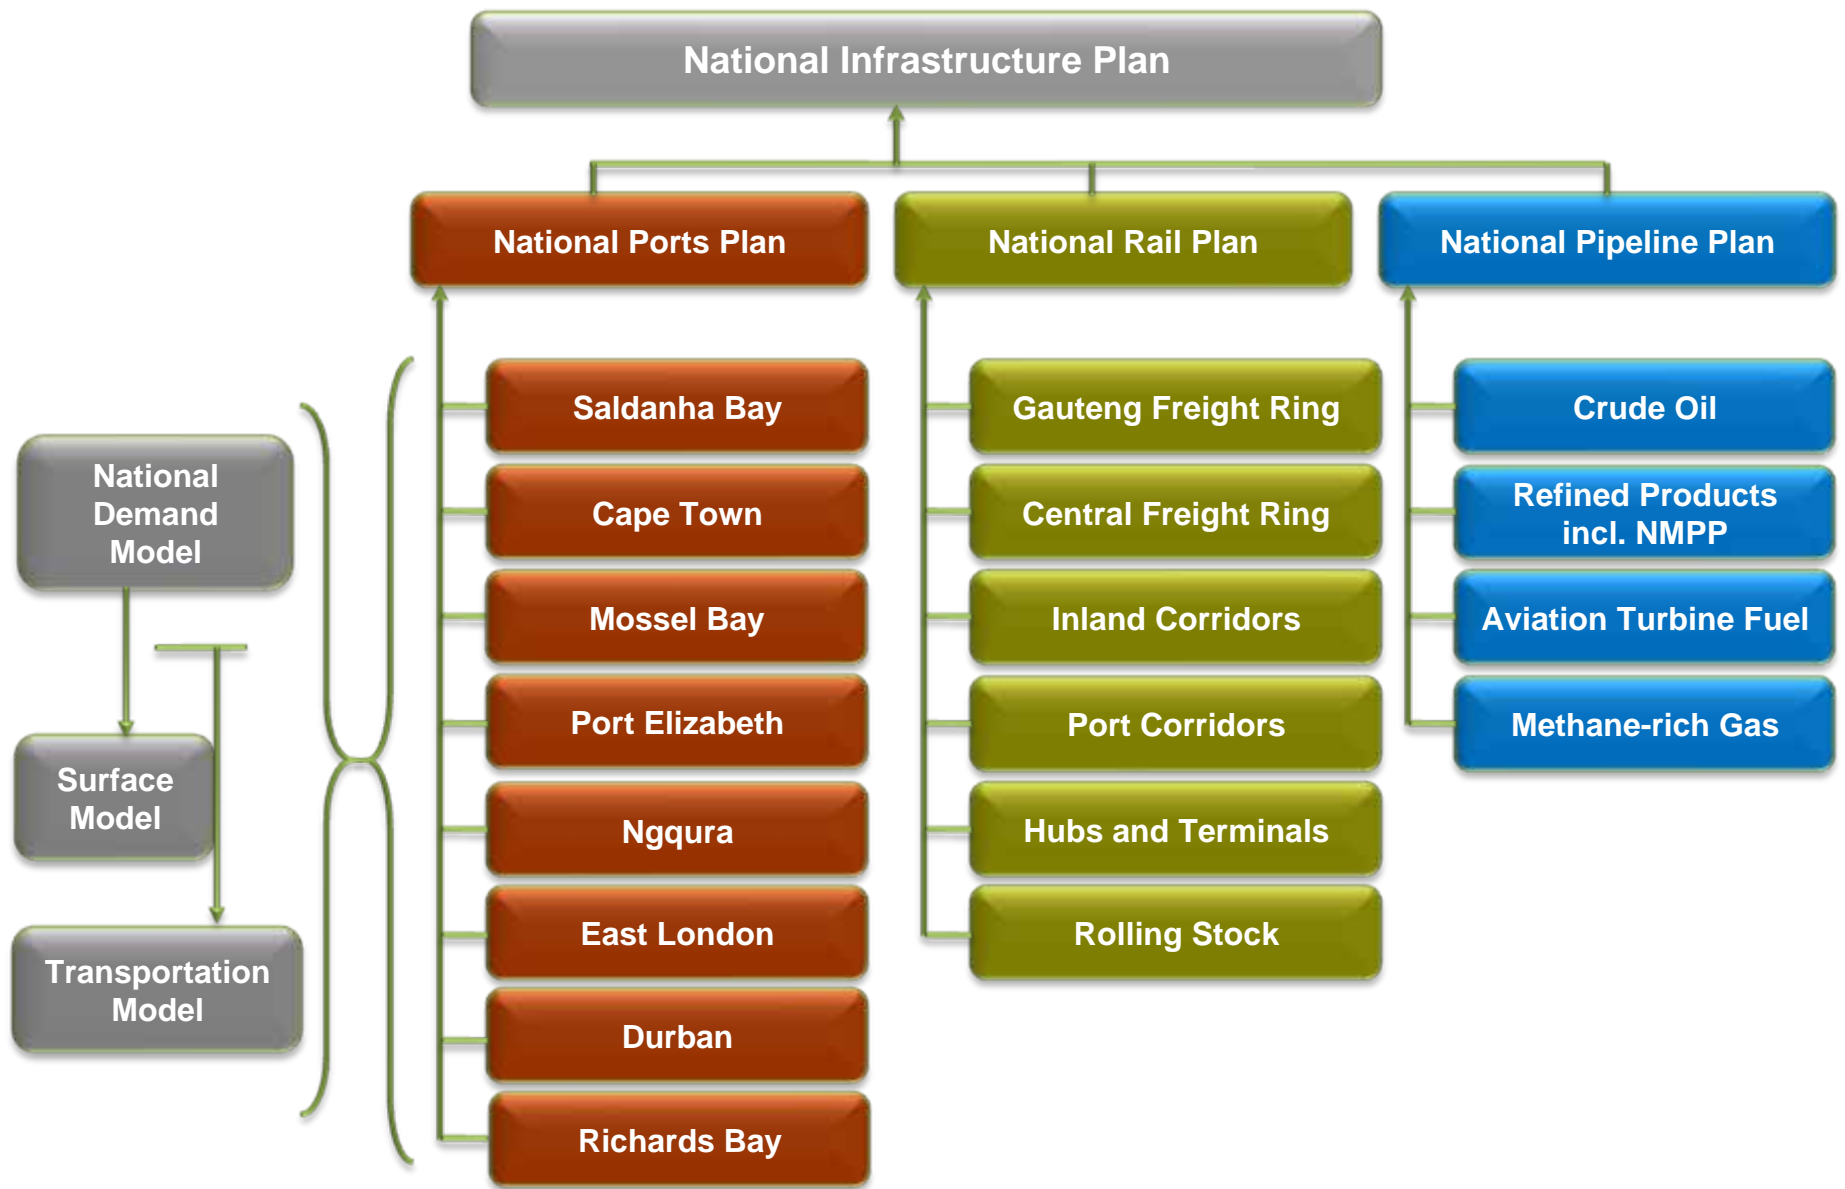 National Infrastructure Plan
National Ports Plan
National Rail Plan
National Pipeline Plan
National
Demand
Model
Surface
Model
Transportation
Model
Saldanha Bay
Cape Town
Mossel Bay
Port Elizabeth
Ngqura
East London
Durban
Richards Bay
Gauteng Freight Ring
Central Freight Ring
Inland Corridors
Port Corridors
Hubs and Terminals
Rolling Stock
Crude Oil
Refined Products
incl. NMPP
Aviation Turbine Fuel
Methane-rich Gas